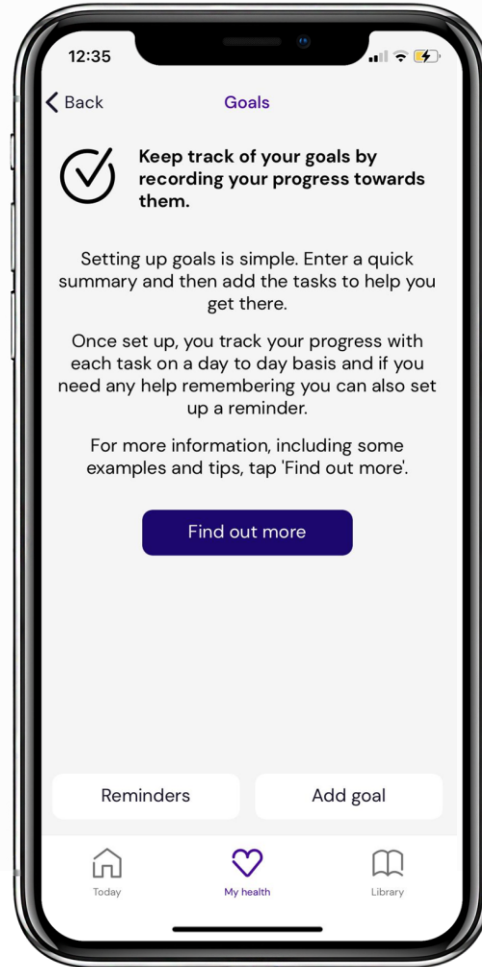 12:35
Back
Goals
Keep track of your goals by
recording your progress towards
them.
Setting up goals is simple. Enter a quick
summary and then add the tasks to help you
get there.
Once set up, you track your progress with
each task on a day to day basis and if you
need any help remembering you can also set
up a reminder.
For more information, including some
examples and tips, tap 'Find out more'.
Find out more
Reminders
Add goal
Today
My health
Library